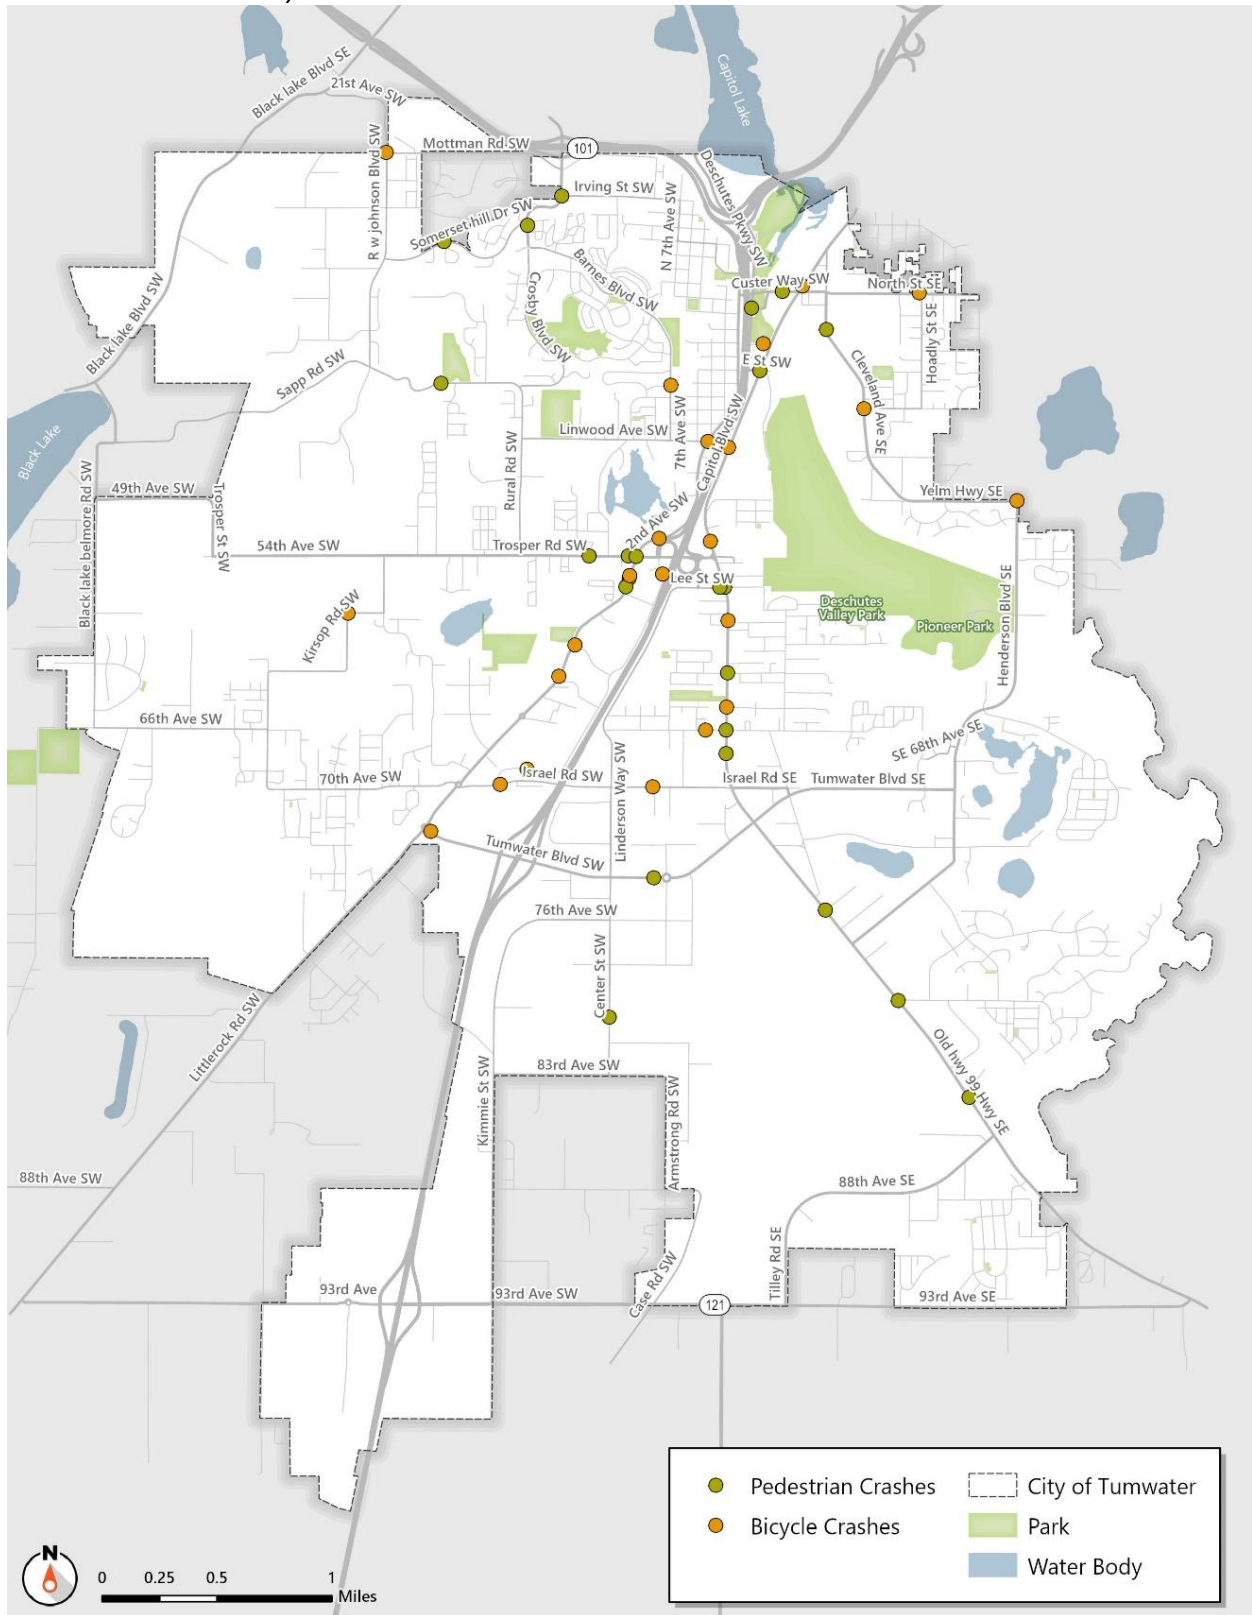 Black lake Blvd SE
21st Ave SW
Capitol Lake
R w johnson Blvd SW
Mottman Rd SW
101
Deschutes Pkwy SW
Irving St SW
N 7th Ave SW
Somerset hill Dr SW
Barnes Blvd SW
Custer Way SW
North St SE
Crosby Blvd SW
Hoadly St SE
Black lake Blvd SW
E St SW
Cleveland Ave SE
Sapp Rd SW
Linwood Ave SW
7th Ave SW
Capitol Blvd SW
Black Lake
Rural Rd SW
49th Ave SW
Yelm Hwy SE
Trosper St SW
2nd Ave SW
54th Ave SW
Trosper Rd SW
Black lake belmore Rd SW
Lee St SW
Kirsop Rd SW
Deschutes
Valley Park
Pioneer Park
Henderson Blvd SE
66th Ave SW
SE 68th Ave SE
70th Ave SW
Israel Rd SW
Linderson Way SW
Israel Rd SE
Tumwater Blvd SE
Tumwater Blvd SW
76th Ave SW
Center St SW
Littlerock Rd SW
Old hwy 99 Hwy SE
83rd Ave SW
Kimmie St SW
Armstrong Rd SW
88th Ave SW
88th Ave SE
Tilley Rd SE
Case Rd SW
93rd Ave
93rd Ave SW
121
93rd Ave SE
Pedestrian Crashes
City of Tumwater
Bicycle Crashes
Park
Water Body
N
0 0.25 0.5 1
Miles